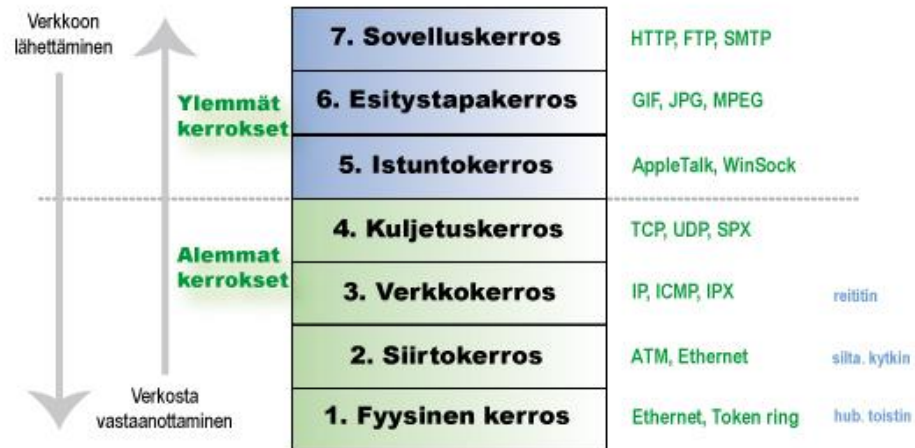 Verkkoon
lähettäminen
7. Sovelluskerros
HTTP, FTP, SMTP
Ylemmät
kerrokset
6. Esitystapakerros
GIF, JPG, MPEG
5. Istuntokerros
AppleTalk, WinSock
4. Kuljetuskerros
TCP, UDP, SPX
Alemmat
kerrokset
3. Verkkokerros
IP, ICMP, IPX
reititin
2. Siirtokerros
ATM, Ethernet
silta. kytkin
Verkosta
vastaanottaminen
1. Fyysinen kerros
Ethernet, Token ring
hub. toistin